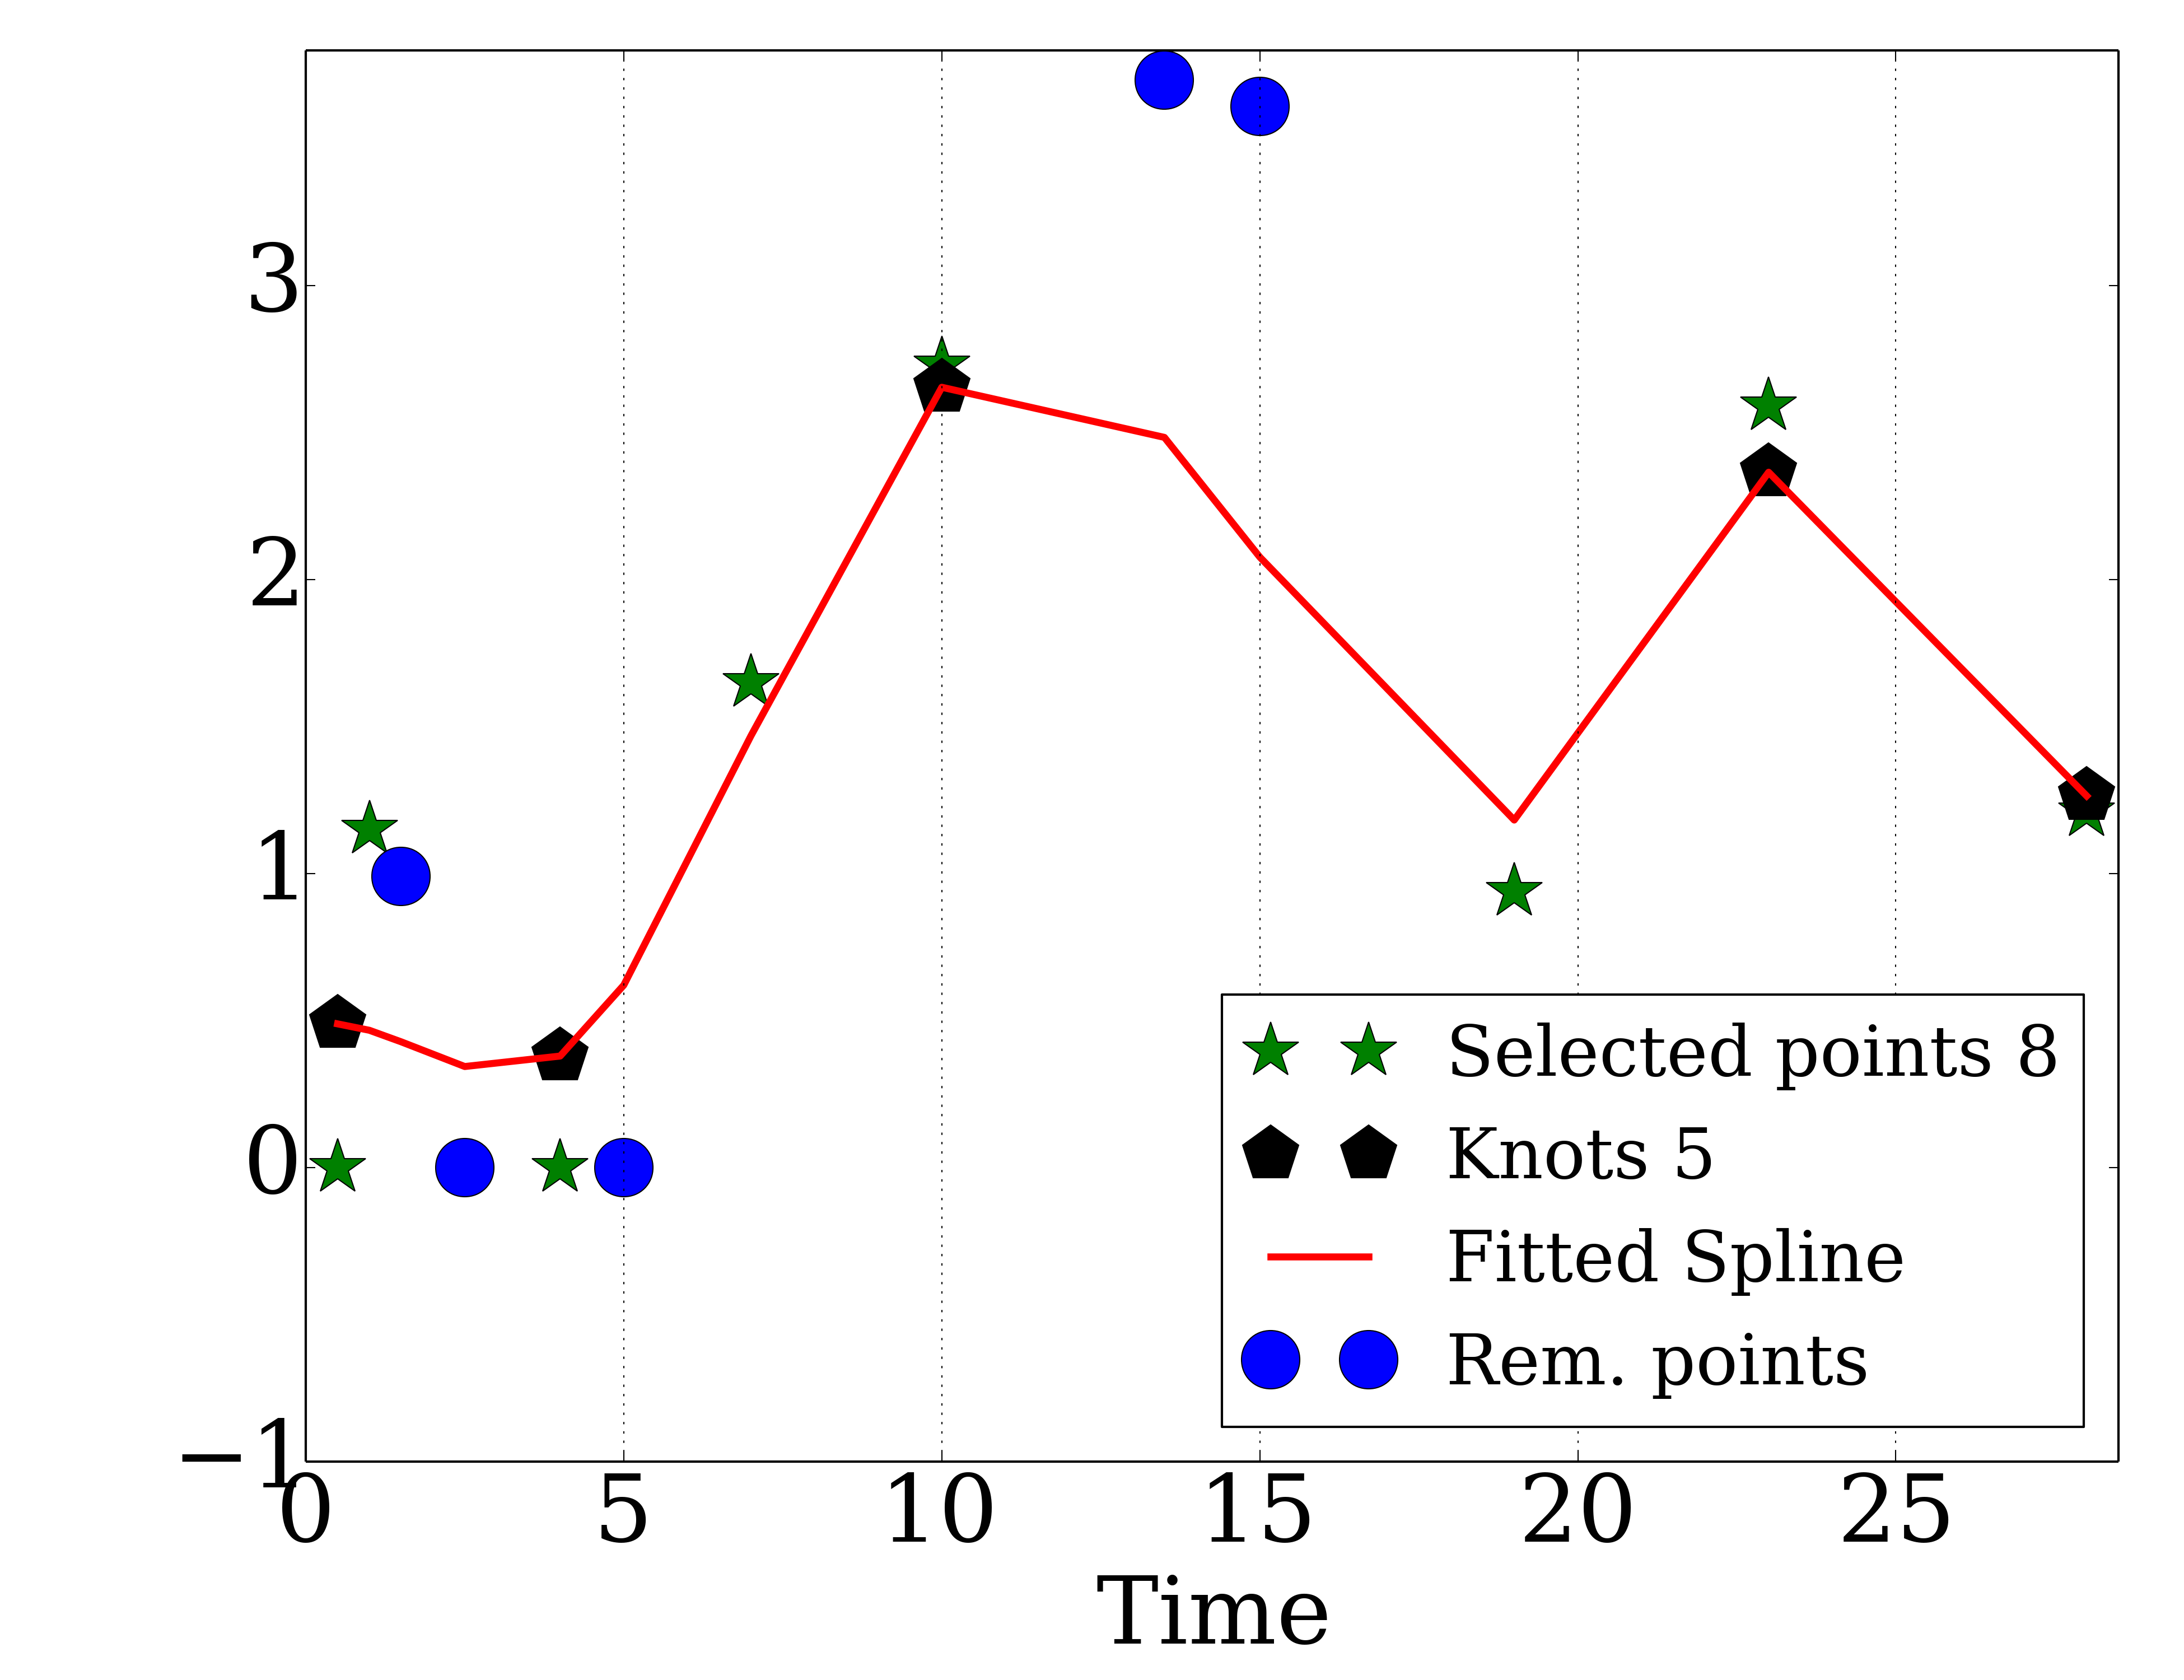 3
2
1
0
−1
0 5 10 15 20 25
Time
Selected points 8
Knots 5
Fitted Spline
Rem. points